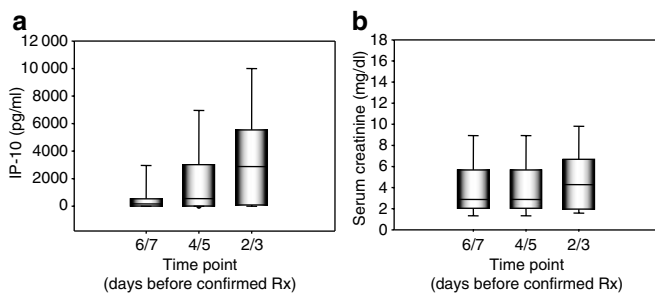 a
IP-10 (pg/ml)
12 000
10 000
8000
6000
4000
2000
0
6/7 4/5 2/3
Time point
(days before confirmed Rx)
b
Serum creatinine (mg/dl)
18
16
14
12
10
8
6
4
2
0
6/7 4/5 2/3
Time point
(days before confirmed Rx)